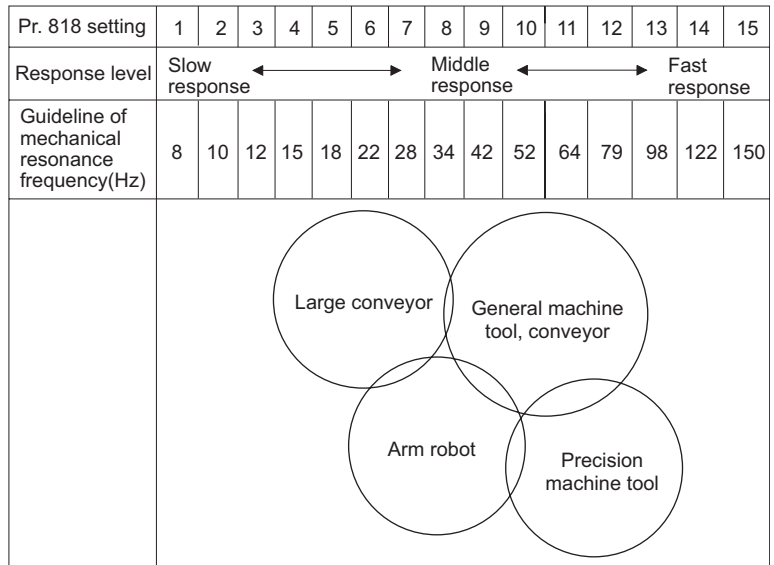 Pr. 818 setting 1 2 3 4 5 6 7 8 9 10 11 12 13 14 15
Response level Slow response Middle response Fast response
Guideline of
mechanical
resonance
frequency(Hz)
8 10 12 15 18 22 28 34 42 52 64 79 98 122 150
Large conveyor
General machine
tool, conveyor
Arm robot
Precision
machine tool